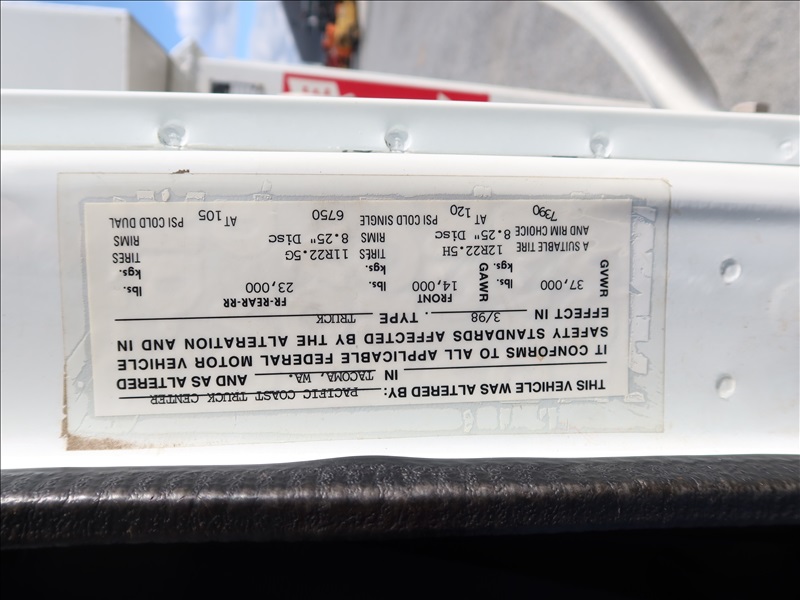 THIS VEHICLE WAS ALTERED BY: PACIFIC COAST TRUCK CENTER
IN TACOMA, WA. AND AS ALTERED
IT CONFORMS TO ALL APPLICABLE FEDERAL MOTOR VEHICLE
SAFETY STANDARDS AFFECTED BY THE ALTERATION AND IN
EFFECT IN 3/98 . TYPE TRUCK
GVWR GAWR FRONT FR-REAR-RR
37,000 14,000 lbs. 23,000 lbs.
kgs. kgs.
A SUITABLE TIRE 12R22.5H TIRES 11R22.5G TIRES
AND RIM CHOICE 8.25" Disc RIMS 8.25" Disc RIMS
7390 AT 120 PSI COLD SINGLE 6750 AT 105 PSI COLD DUAL